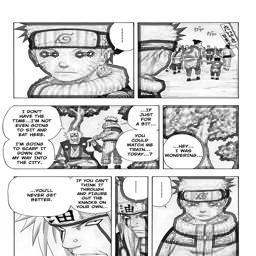 ...HEY...
I WAS
WONDERING...
...IF
JUST
FOR A
BIT...
YOU
COULD
WATCH ME
TRAIN...
TODAY...?
I DON'T
HAVE THE
TIME...I'M NOT
EVEN GOING
TO SIT AND
EAT HERE.
I'M GOING
TO SCARF IT
DOWN ON
MY WAY INTO
THE CITY.
IF YOU CAN'T
THINK IT
THROUGH AND
FIGURE OUT
THE KNACKS
ON YOUR
OWN...
...YOU'LL
NEVER GET
BETTER.
油